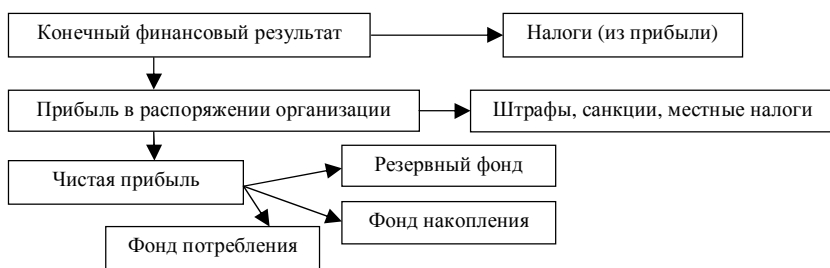 Конечный финансовый результат
Налоги (из прибыли)
Прибыль в распоряжении организации
Штрафы, санкции, местные налоги
Чистая прибыль
Резервный фонд
Фонд накопления
Фонд потребления